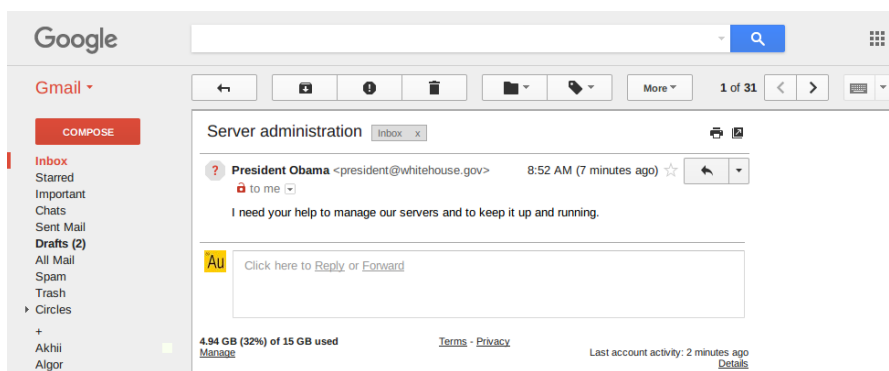 Google
Gmail
More
1 of 31
COMPOSE
Server administration
Inbox x
Inbox
Starred
Important
Chats
Sent Mail
Drafts (2)
All Mail
Spam
Trash
Circles
+
Akhii
Algor
? President Obama <president@whitehouse.gov> 8:52 AM (7 minutes ago)
to me
I need your help to manage our servers and to keep it up and running.
Au
Click here to Reply or Forward
4.94 GB (32%) of 15 GB used
Manage
Terms - Privacy
Last account activity: 2 minutes ago
Details